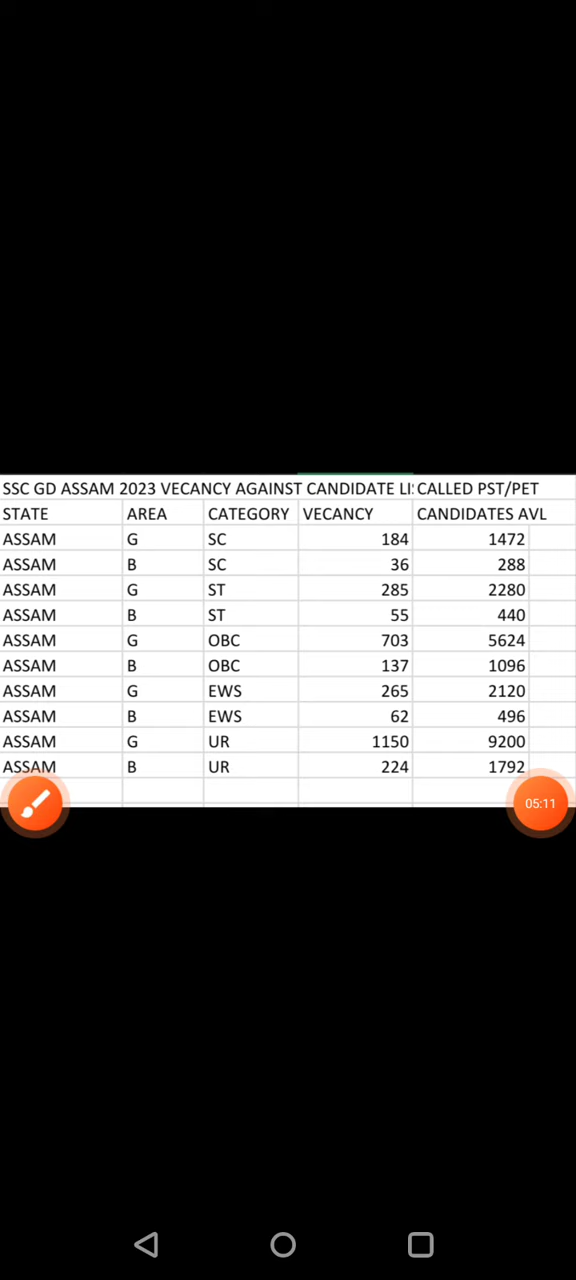 SSC GD ASSAM 2023 VECANCY AGAINST CANDIDATE LIS CALLED PST/PET
STATE AREA CATEGORY VECANCY CANDIDATES AVL
ASSAM G SC 184 1472
ASSAM B SC 36 288
ASSAM G ST 285 2280
ASSAM B ST 55 440
ASSAM G OBC 703 5624
ASSAM B OBC 137 1096
ASSAM G EWS 265 2120
ASSAM B EWS 62 496
ASSAM G UR 1150 9200
ASSAM B UR 224 1792
05:11